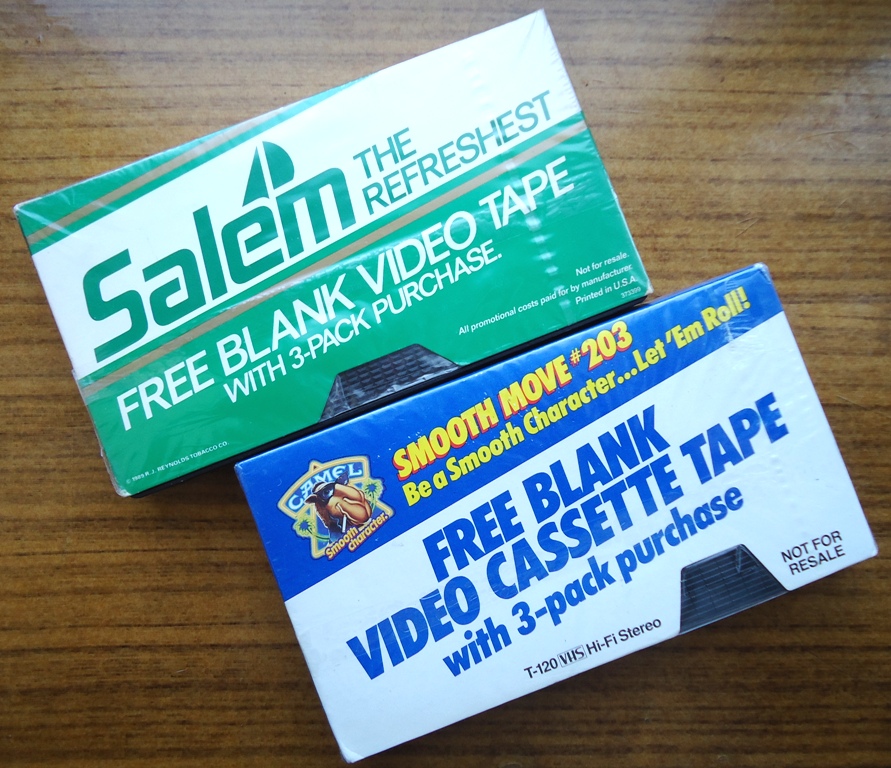 Salem
THE
REFRESHEST
FREE BLANK VIDEO TAPE
WITH 3-PACK PURCHASE.
Not for resale.
All promotional costs paid for by manufacturer.
Printed in U.S.A.
373359
© 1989 R. J. REYNOLDS TOBACCO CO.
SMOOTH MOVE #203
Be a Smooth Character...Let 'Em Roll!
CAMEL
Smooth
character.
FREE BLANK
VIDEO CASSETTE TAPE
with 3-pack purchase
T-120 VHS Hi-Fi Stereo
NOT FOR
RESALE